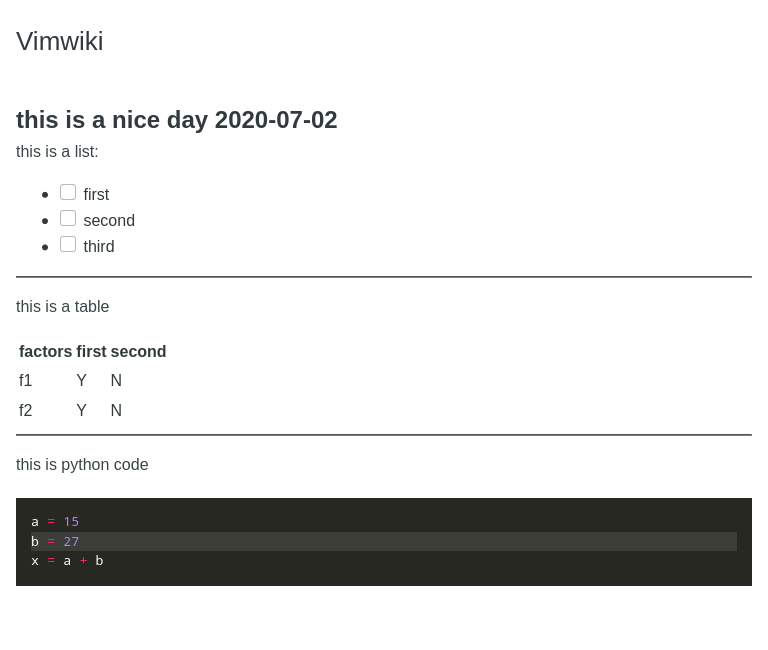 Vimwiki
this is a nice day 2020-07-02
this is a list:
first
second
third
this is a table
factors first second
f1 Y N
f2 Y N
this is python code
a = 15
b = 27
x = a + b